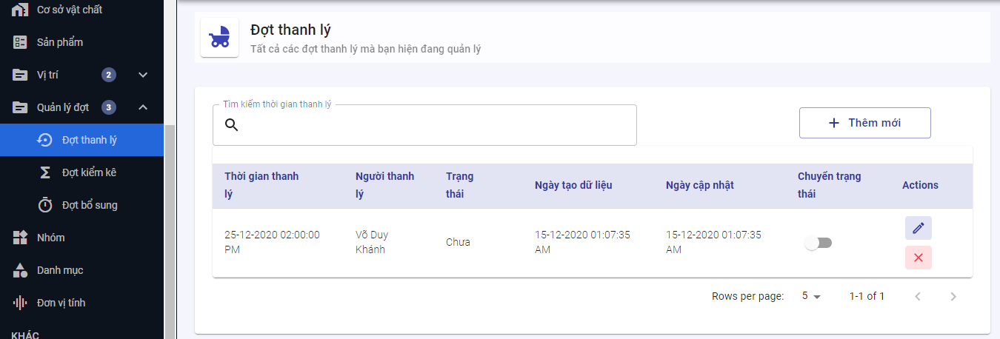 Cơ sở vật chất
Sản phẩm
Vị trí 2
Quản lý đợt 3
Đợt thanh lý
Đợt kiểm kê
Đợt bổ sung
Nhóm
Danh mục
Đơn vị tính
KHÁC
Đợt thanh lý
Tất cả các đợt thanh lý mà bạn hiện đang quản lý
Tìm kiếm thời gian thanh lý
Thêm mới
Thời gian thanh
lý
Người thanh
lý
Trạng
thái
Ngày tạo dữ liệu
Ngày cập nhật
Chuyển trạng
thái
Actions
25-12-2020 02:00:00
PM
Võ Duy
Khánh
Chưa
15-12-2020 01:07:35
AM
15-12-2020 01:07:35
AM
Rows per page: 5 1-1 of 1